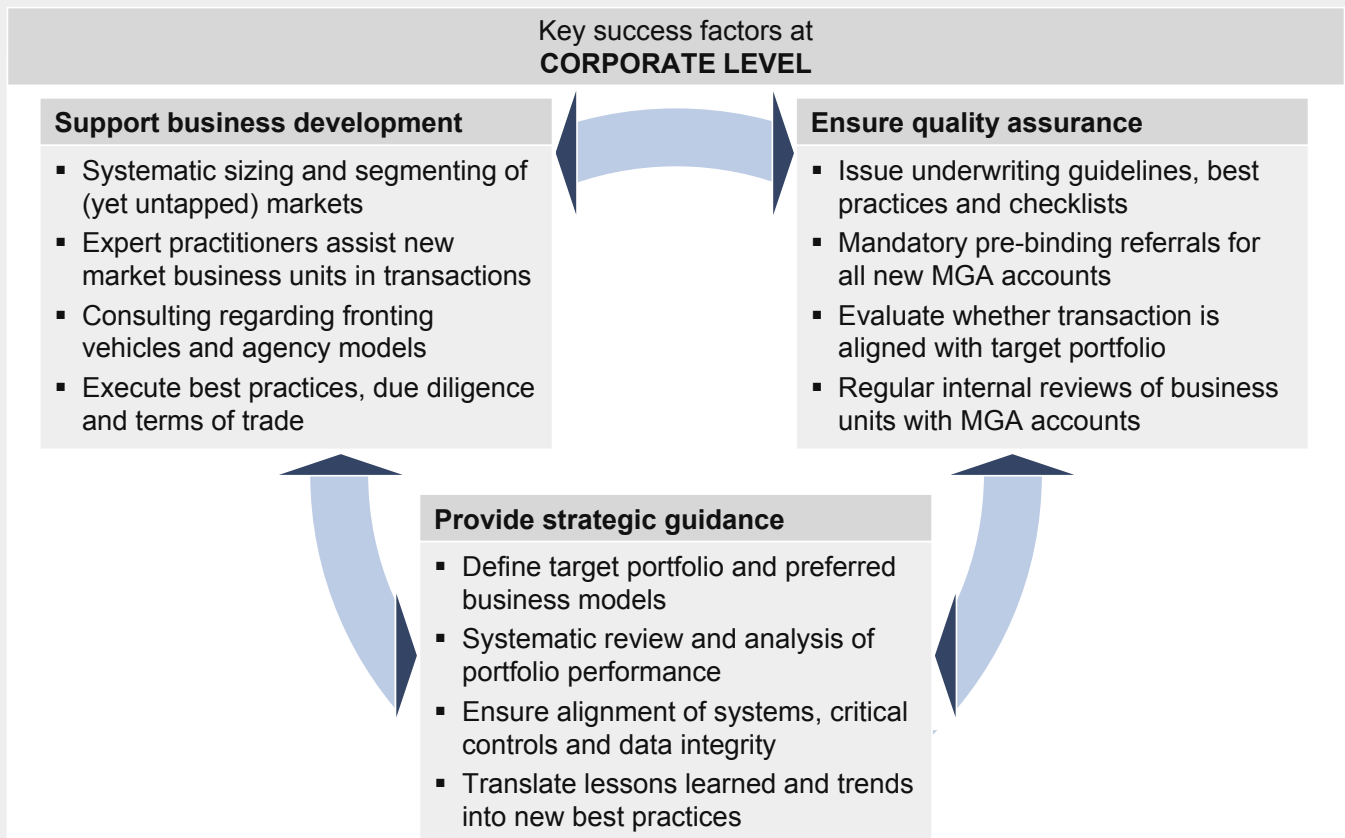 Key success factors at
CORPORATE LEVEL
Support business development
▪ Systematic sizing and segmenting of
(yet untapped) markets
▪ Expert practitioners assist new
market business units in transactions
▪ Consulting regarding fronting
vehicles and agency models
▪ Execute best practices, due diligence
and terms of trade
Ensure quality assurance
▪ Issue underwriting guidelines, best
practices and checklists
▪ Mandatory pre-binding referrals for
all new MGA accounts
▪ Evaluate whether transaction is
aligned with target portfolio
▪ Regular internal reviews of business
units with MGA accounts
Provide strategic guidance
▪ Define target portfolio and preferred
business models
▪ Systematic review and analysis of
portfolio performance
▪ Ensure alignment of systems, critical
controls and data integrity
▪ Translate lessons learned and trends
into new best practices